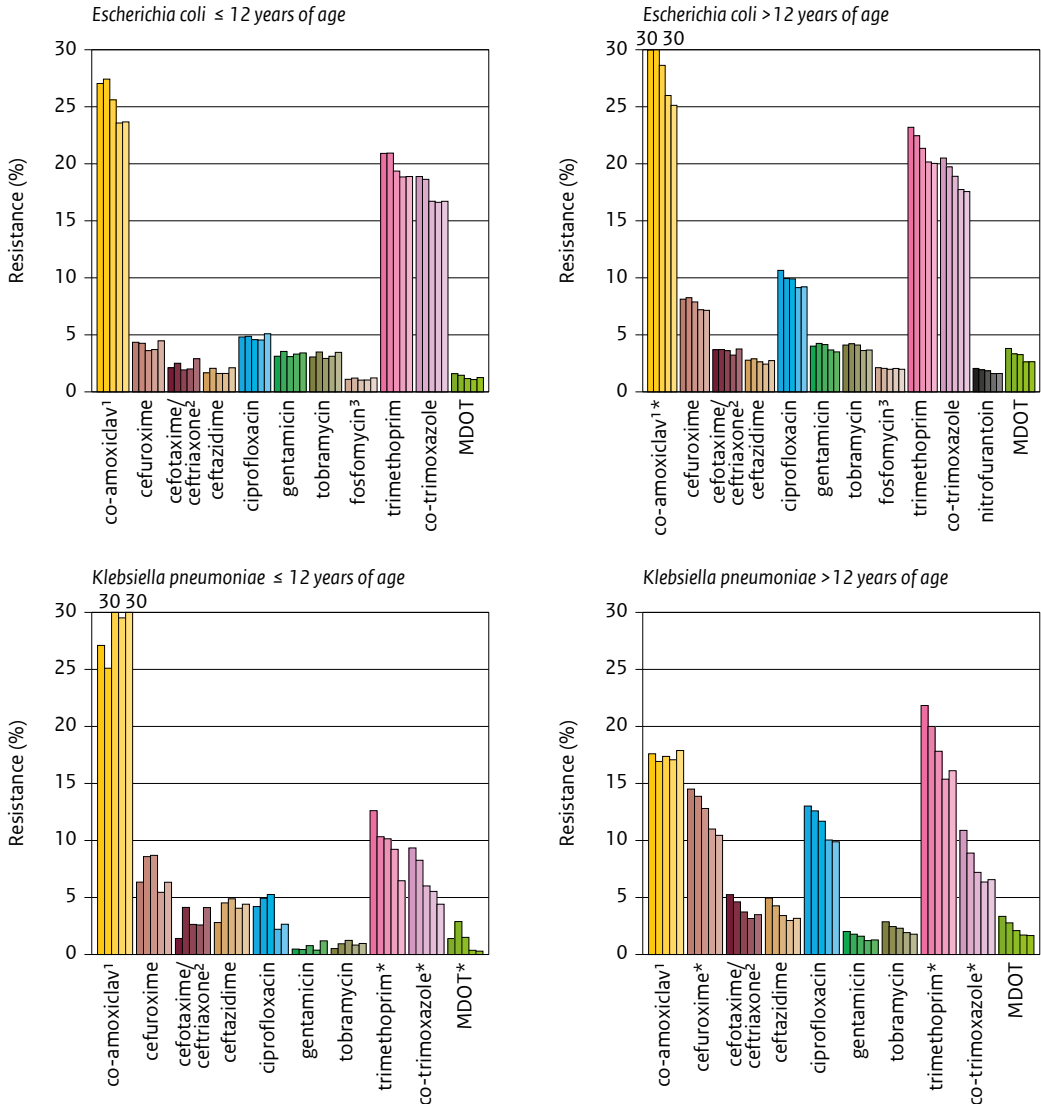 Escherichia coli ≤ 12 years of age
30
25
20
15
10
5
0
Resistance (%)
co-amoxiclav¹
cefuroxime
cefotaxime/
ceftriaxone²
ceftazidime
ciprofloxacin
gentamicin
tobramycin
fosfomycin³
trimethoprim
co-trimoxazole
MDOT
Escherichia coli >12 years of age
30 30
30
25
20
15
10
5
0
Resistance (%)
co-amoxiclav¹*
cefuroxime
cefotaxime/
ceftriaxone²
ceftazidime
ciprofloxacin
gentamicin
tobramycin
fosfomycin³
trimethoprim
co-trimoxazole
nitrofurantoin
MDOT
Klebsiella pneumoniae ≤ 12 years of age
30 30
30
25
20
15
10
5
0
Resistance (%)
co-amoxiclav¹
cefuroxime
cefotaxime/
ceftriaxone²
ceftazidime
ciprofloxacin
gentamicin
tobramycin
trimethoprim*
co-trimoxazole*
MDOT*
Klebsiella pneumoniae >12 years of age
30
25
20
15
10
5
0
Resistance (%)
co-amoxiclav¹
cefuroxime*
cefotaxime/
ceftriaxone²
ceftazidime
ciprofloxacin
gentamicin
tobramycin
trimethoprim*
co-trimoxazole*
MDOT